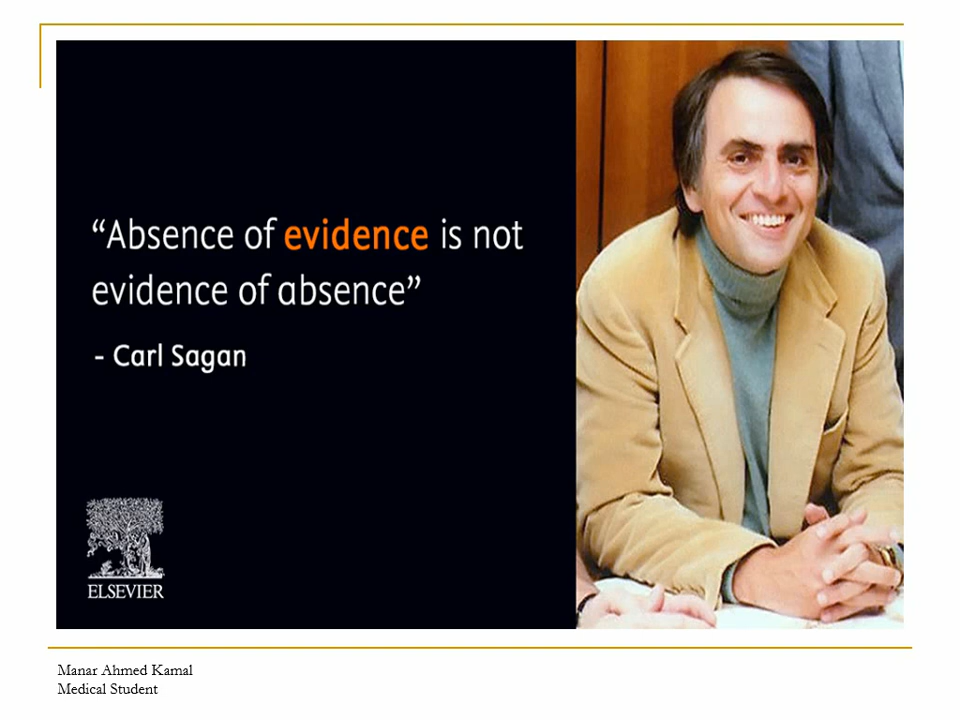 “Absence of evidence is not
evidence of absence”
- Carl Sagan
ELSEVIER
Manar Ahmed Kamal
Medical Student